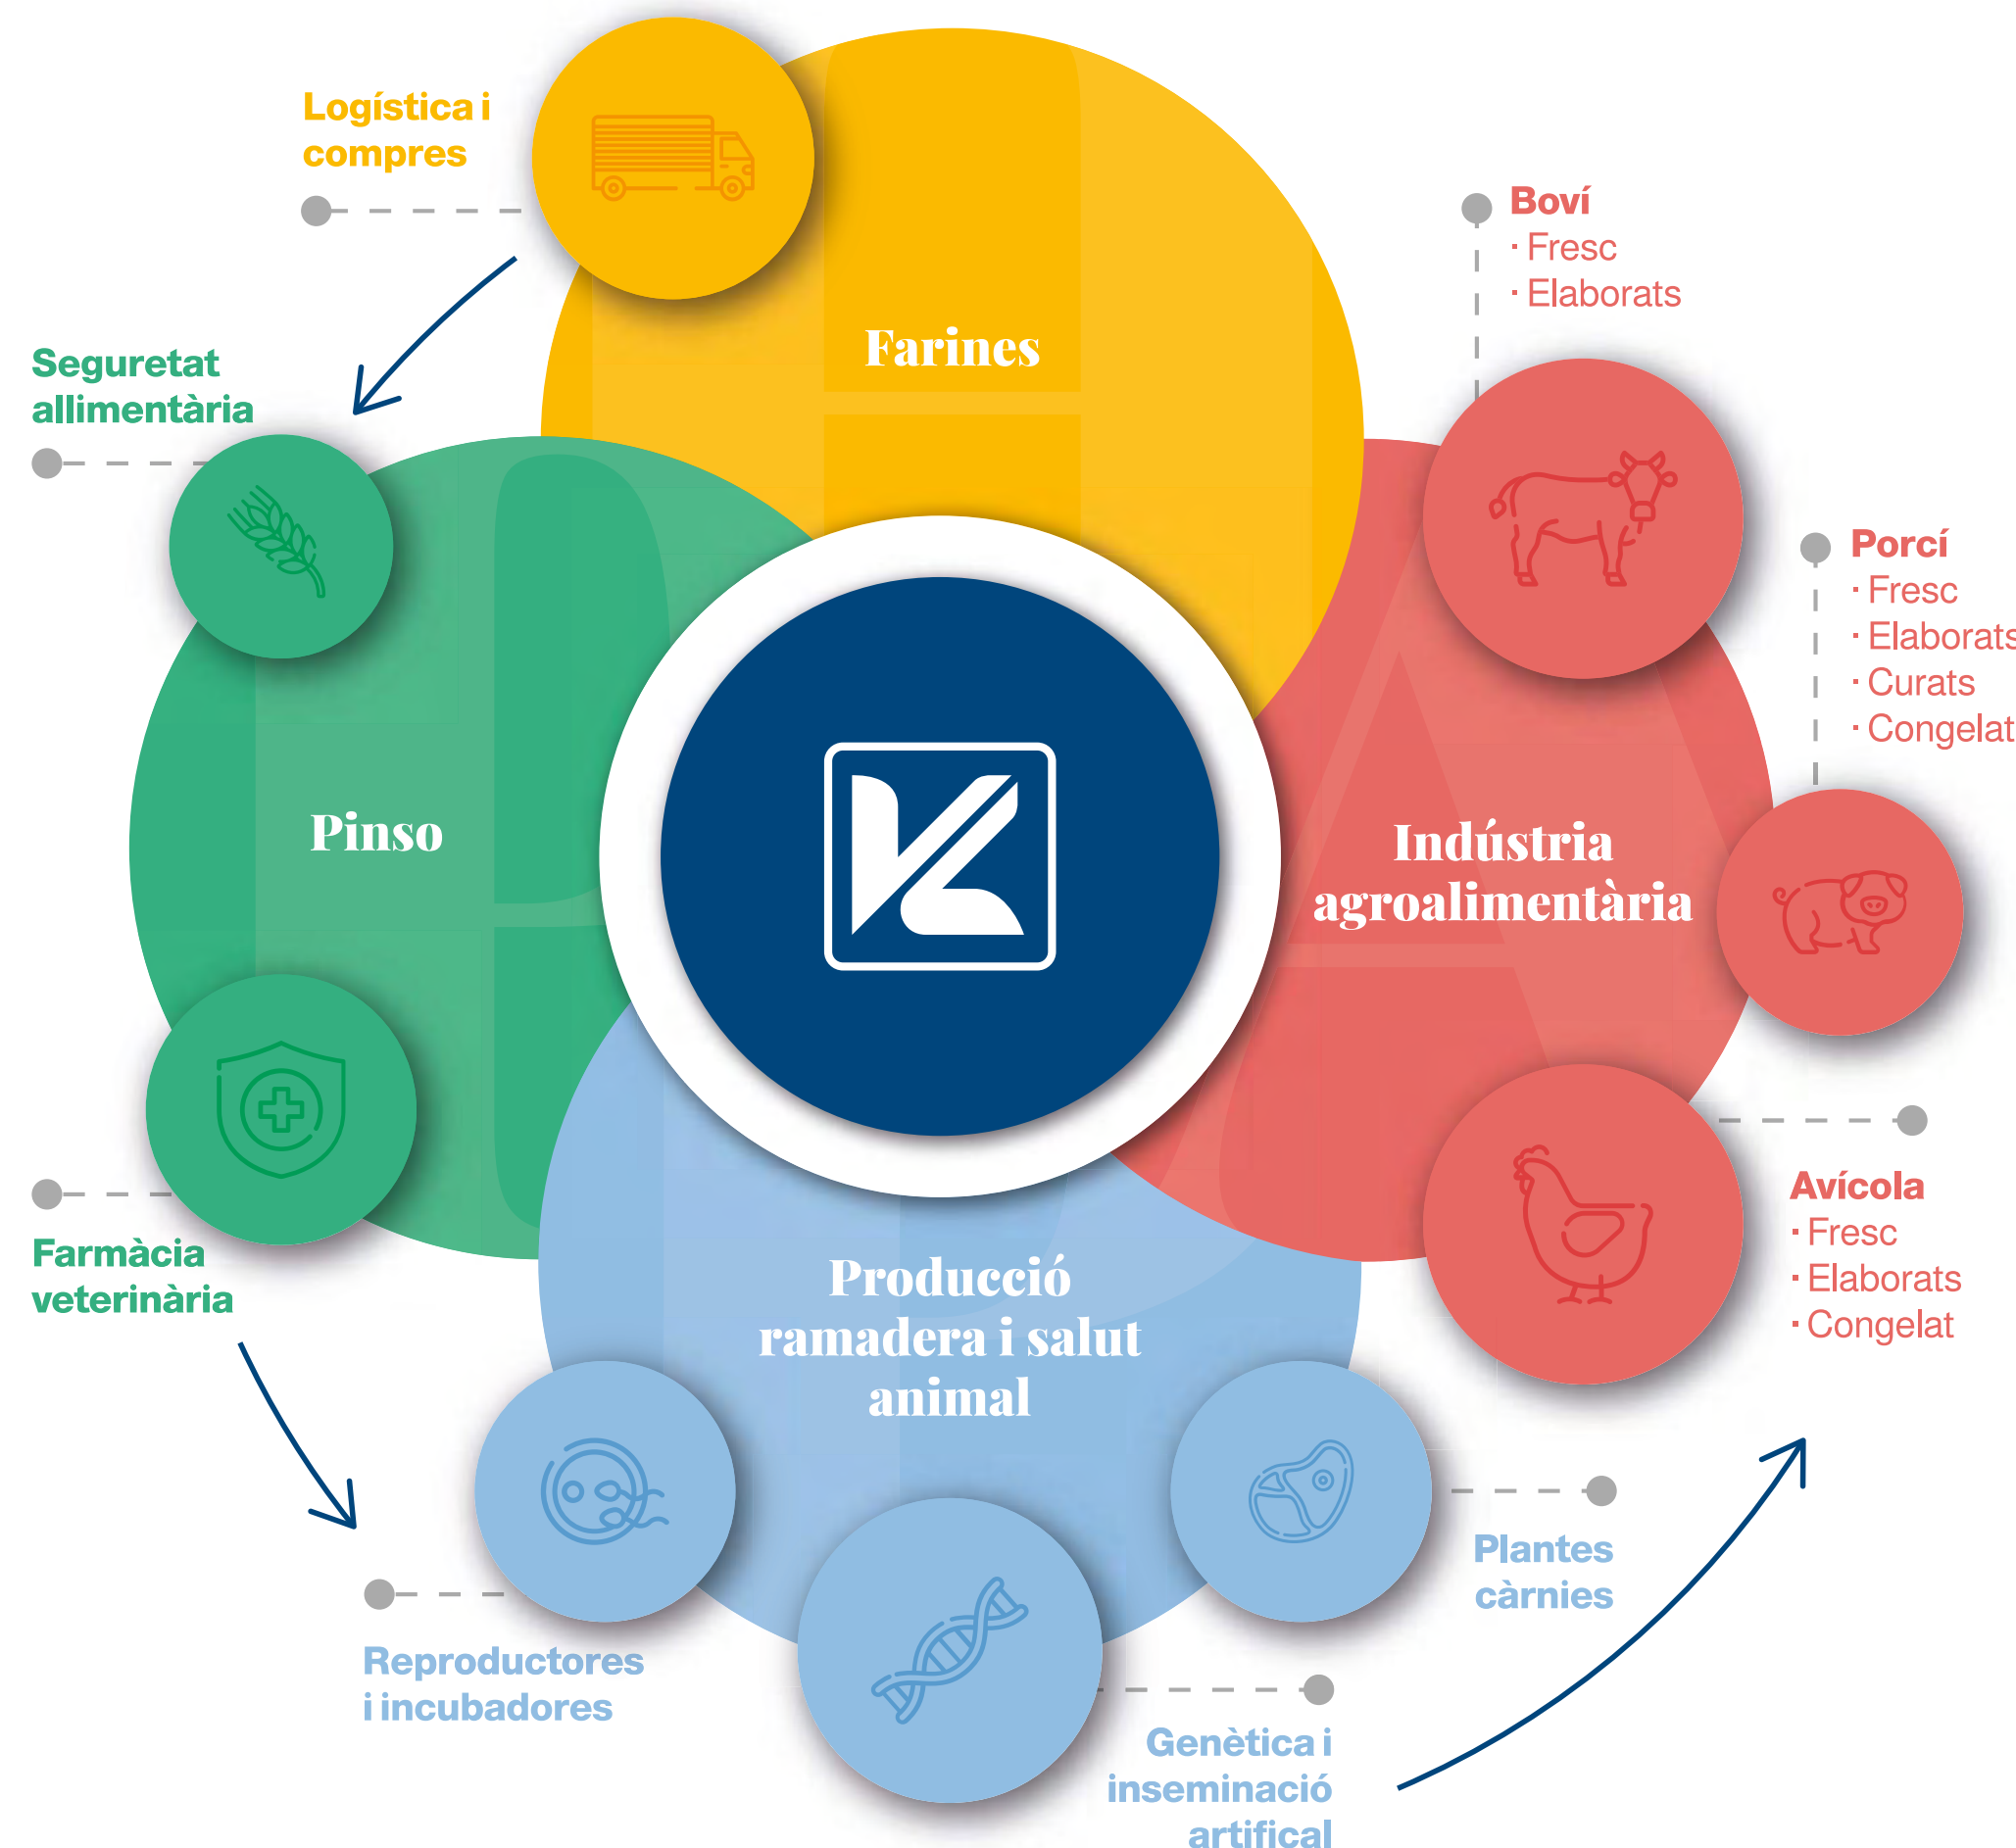 Logística i
compres
Farines
Boví
· Fresc
· Elaborats
Seguretat
allimentària
Porcí
· Fresc
· Elaborats
· Curats
· Congelat
Pinso
Indústria
agroalimentària
Farmàcia
veterinària
Avícola
· Fresc
· Elaborats
· Congelat
Producció
ramadera i salut
animal
Plantes
càrnies
Reproductores
i incubadores
Genètica i
inseminació
artifical